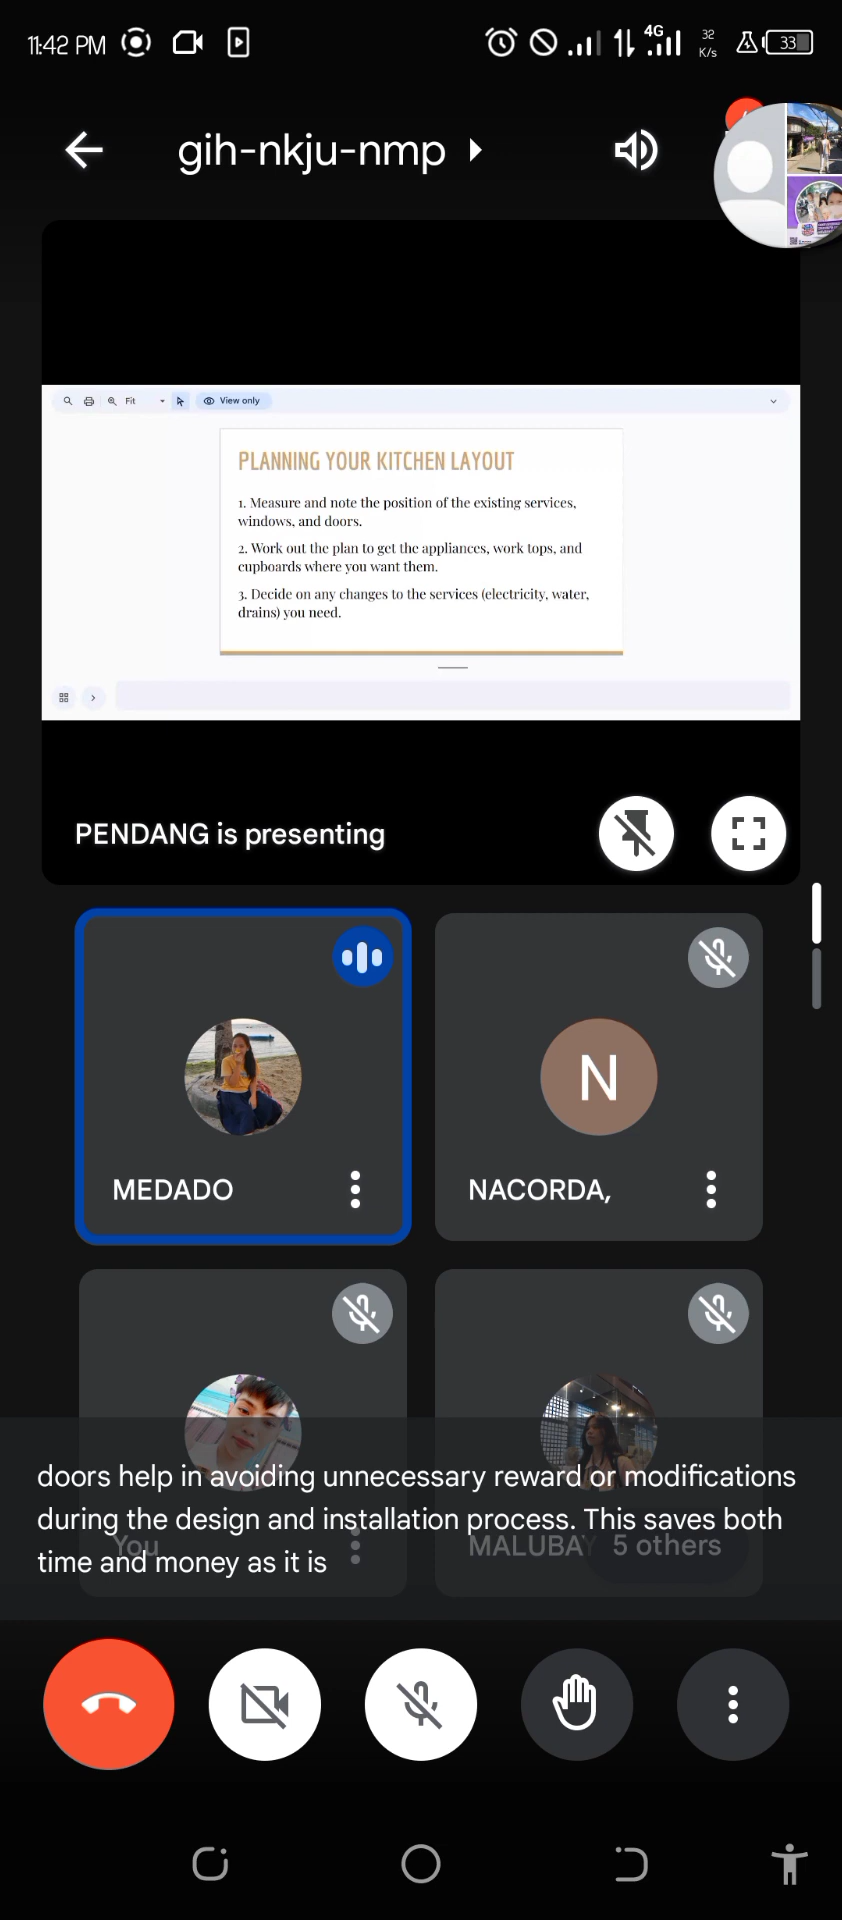 11:42 PM 4G 32 K/s 33
gih-nkju-nmp
Fit View only
PLANNING YOUR KITCHEN LAYOUT
1. Measure and note the position of the existing services,
windows, and doors.
2. Work out the plan to get the appliances, work tops, and
cupboards where you want them.
3. Decide on any changes to the services (electricity, water,
drains) you need.
PENDANG is presenting
MEDADO
N
NACORDA,
doors help in avoiding unnecessary reward or modifications
during the design and installation process. This saves both
time and money as it is
You
MALUBAY
5 others